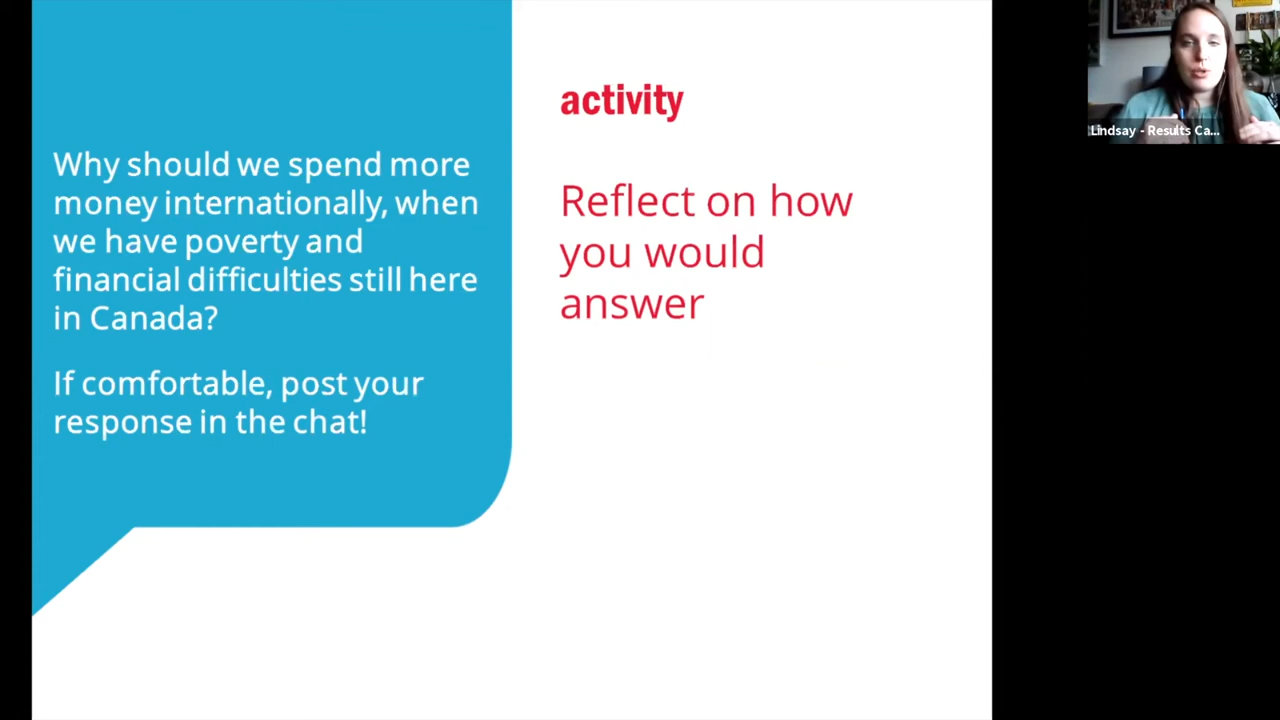 Why should we spend more
money internationally, when
we have poverty and
financial difficulties still here
in Canada?
If comfortable, post your
response in the chat!
activity
Reflect on how
you would
answer
Lindsay - Results Ca...